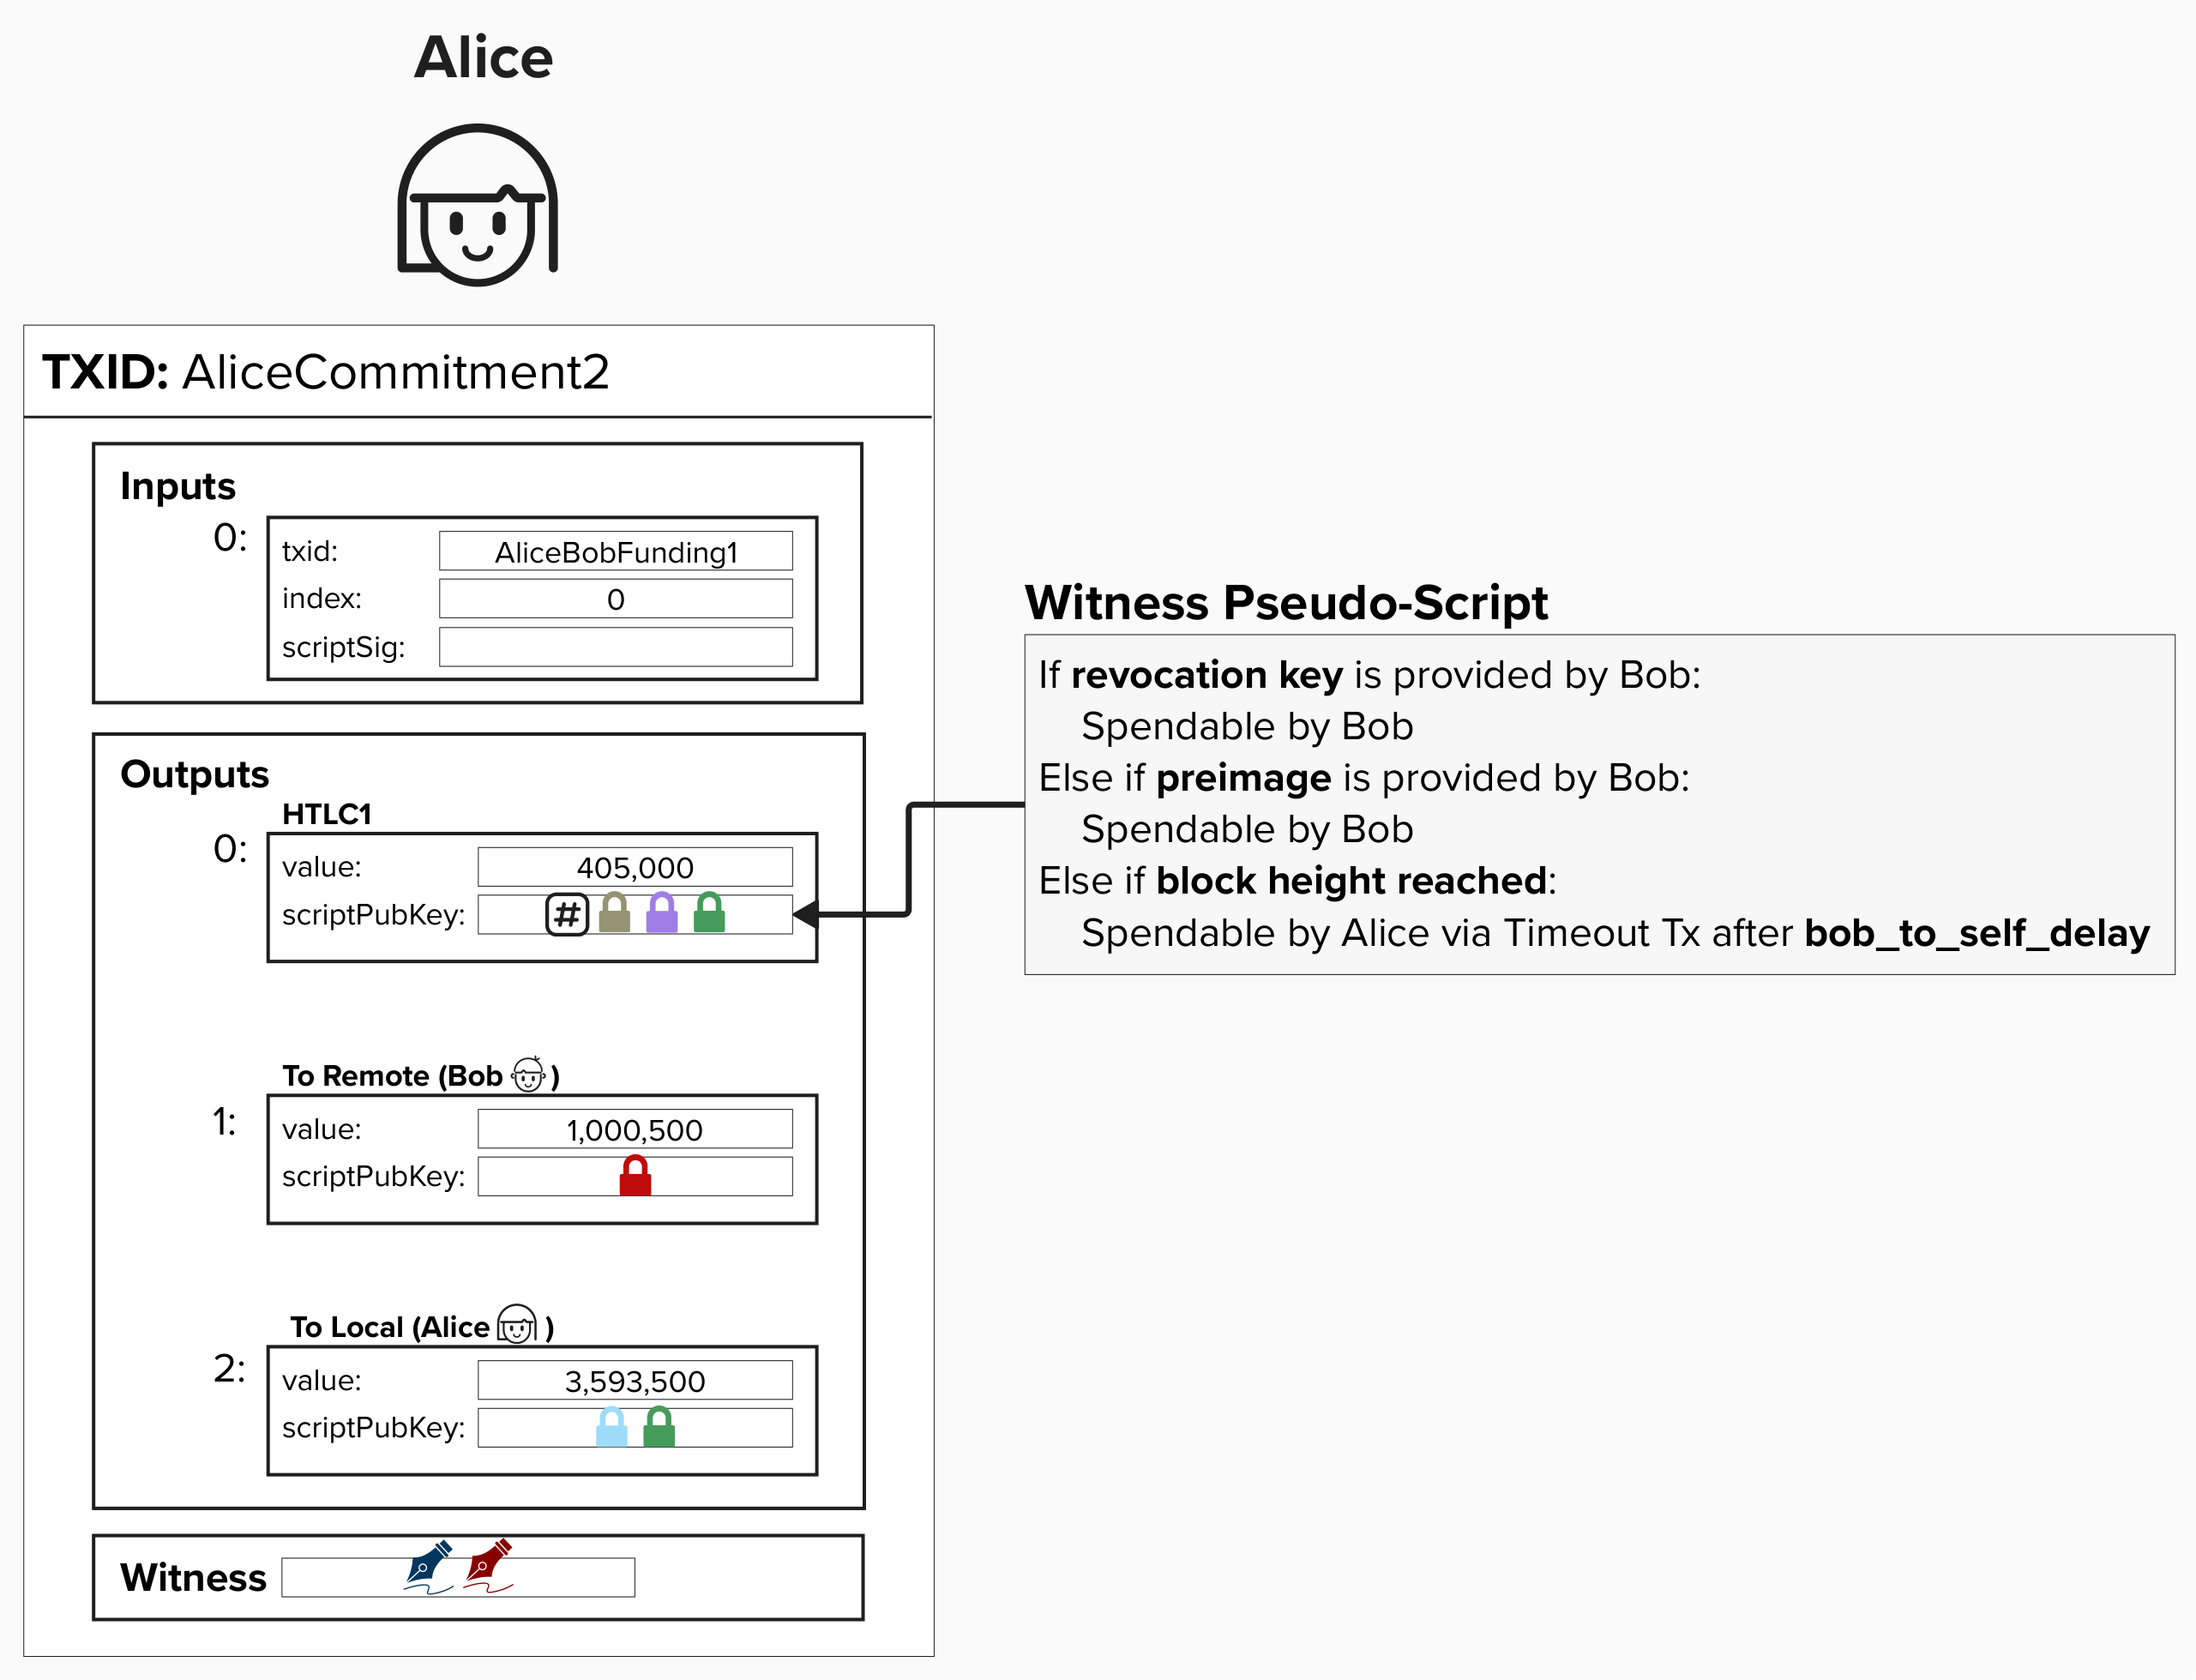 Alice
TXID: AliceCommitment2
Inputs
0:
txid: AliceBobFunding1
index: 0
scriptSig:
Outputs
HTLC1
0:
value: 405,000
scriptPubKey: #
To Remote (Bob )
1:
value: 1,000,500
scriptPubKey:
To Local (Alice )
2:
value: 3,593,500
scriptPubKey:
Witness
Witness Pseudo-Script
If revocation key is provided by Bob:
Spendable by Bob
Else if preimage is provided by Bob:
Spendable by Bob
Else if block height reached:
Spendable by Alice via Timeout Tx after bob_to_self_delay